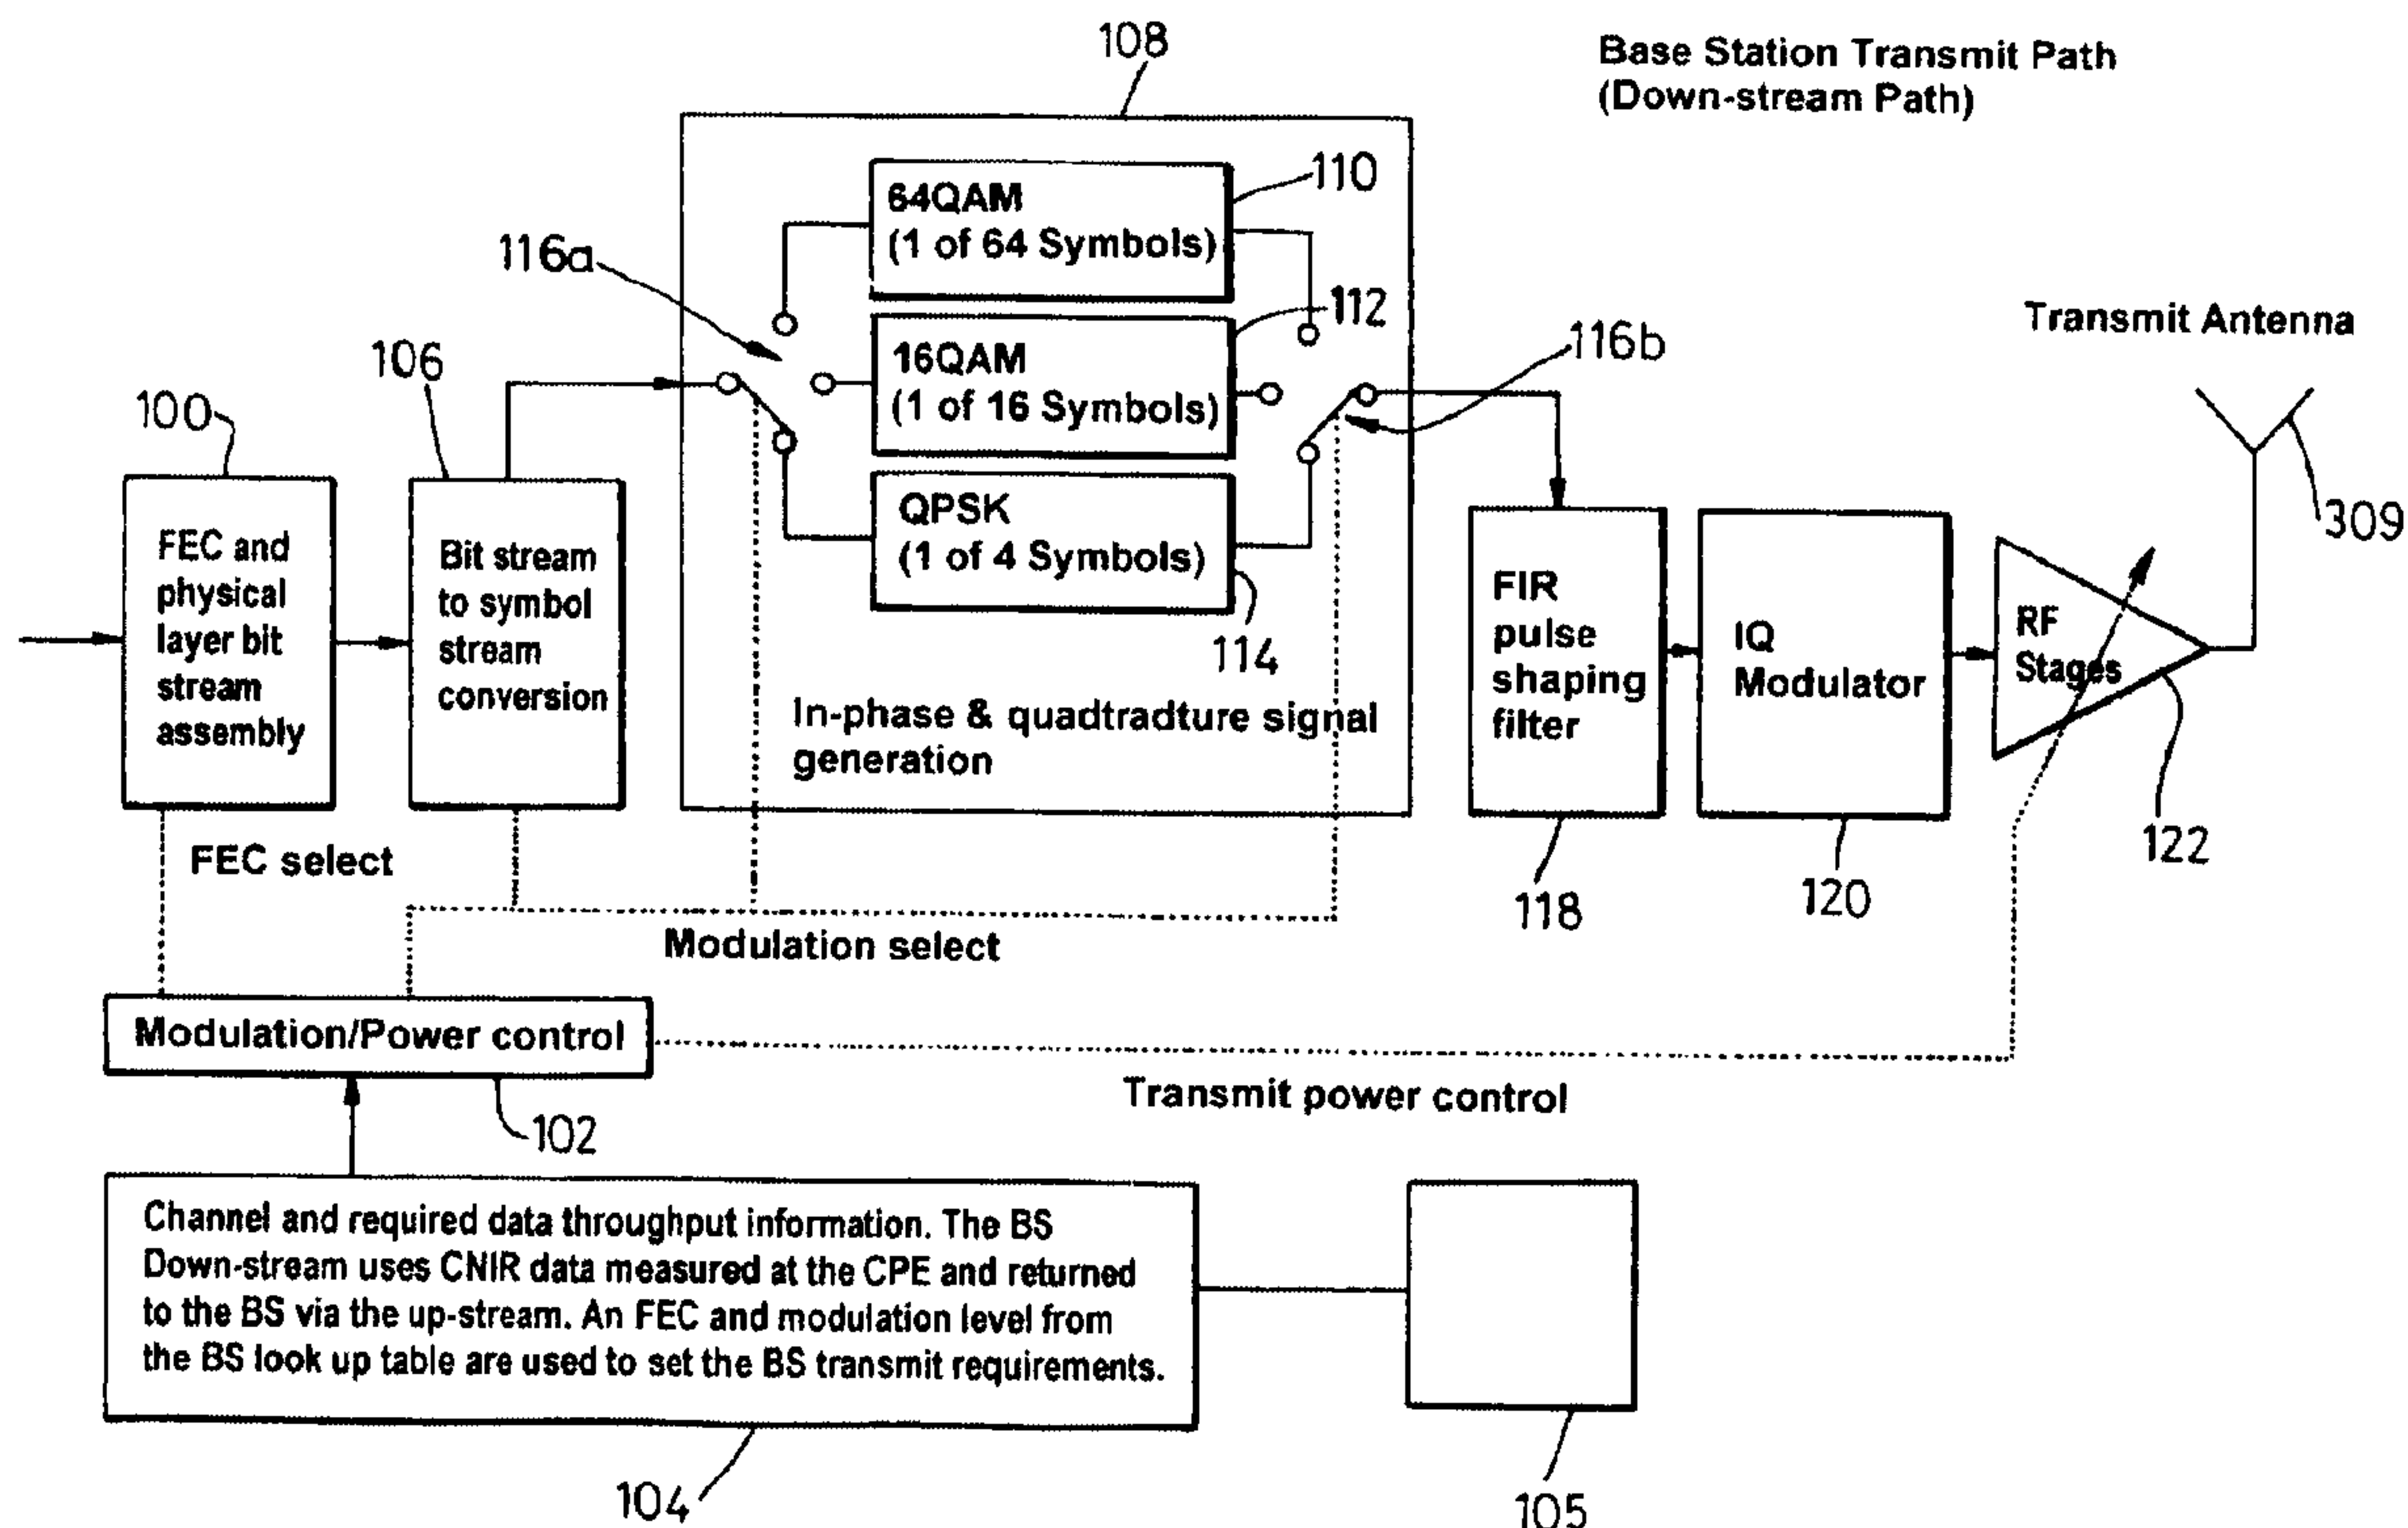 108
Base Station Transmit Path
(Down-stream Path)
110
64QAM
(1 of 64 Symbols)
116a
112
Transmit Antenna
116b
106
16QAM
(1 of 16 Symbols)
100
309
QPSK
(1 of 4 Symbols)
114
FEC and
physical
layer bit
stream
assembly
Bit stream
to symbol
stream
conversion
In-phase & quadtradture signal
generation
FIR
pulse
shaping
filter
IQ
Modulator
RF
Stages
122
120
118
FEC select
Modulation select
Modulation/Power control
102
Transmit power control
Channel and required data throughput information. The BS
Down-stream uses CNIR data measured at the CPE and returned
to the BS via the up-stream. An FEC and modulation level from
the BS look up table are used to set the BS transmit requirements.
104
105